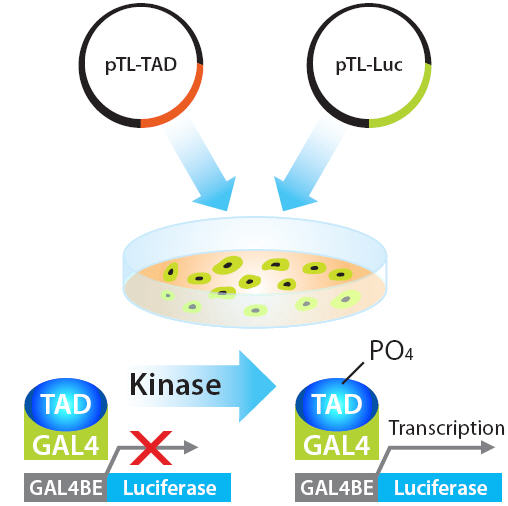 pTL-TAD
pTL-Luc
Kinase
PO4
TAD
GAL4
GAL4BE
Luciferase
TAD
GAL4
Transcription
GAL4BE
Luciferase